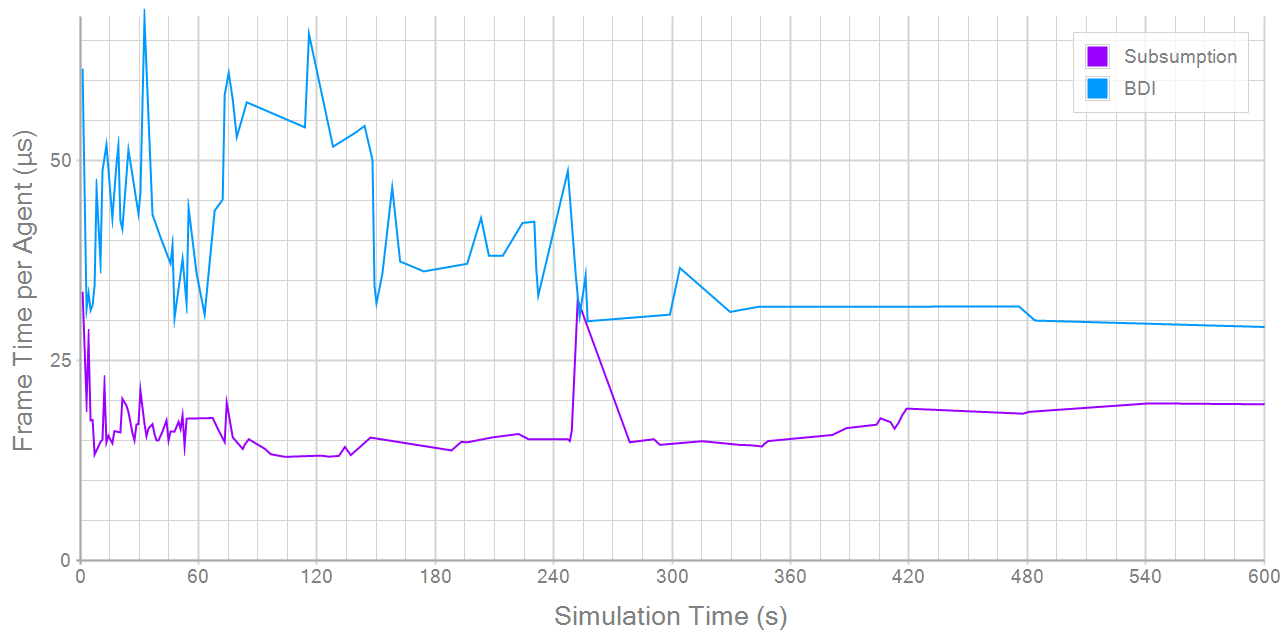 Subsumption
BDI
Frame Time per Agent (µs)
50
25
0
0 60 120 180 240 300 360 420 480 540 600
Simulation Time (s)